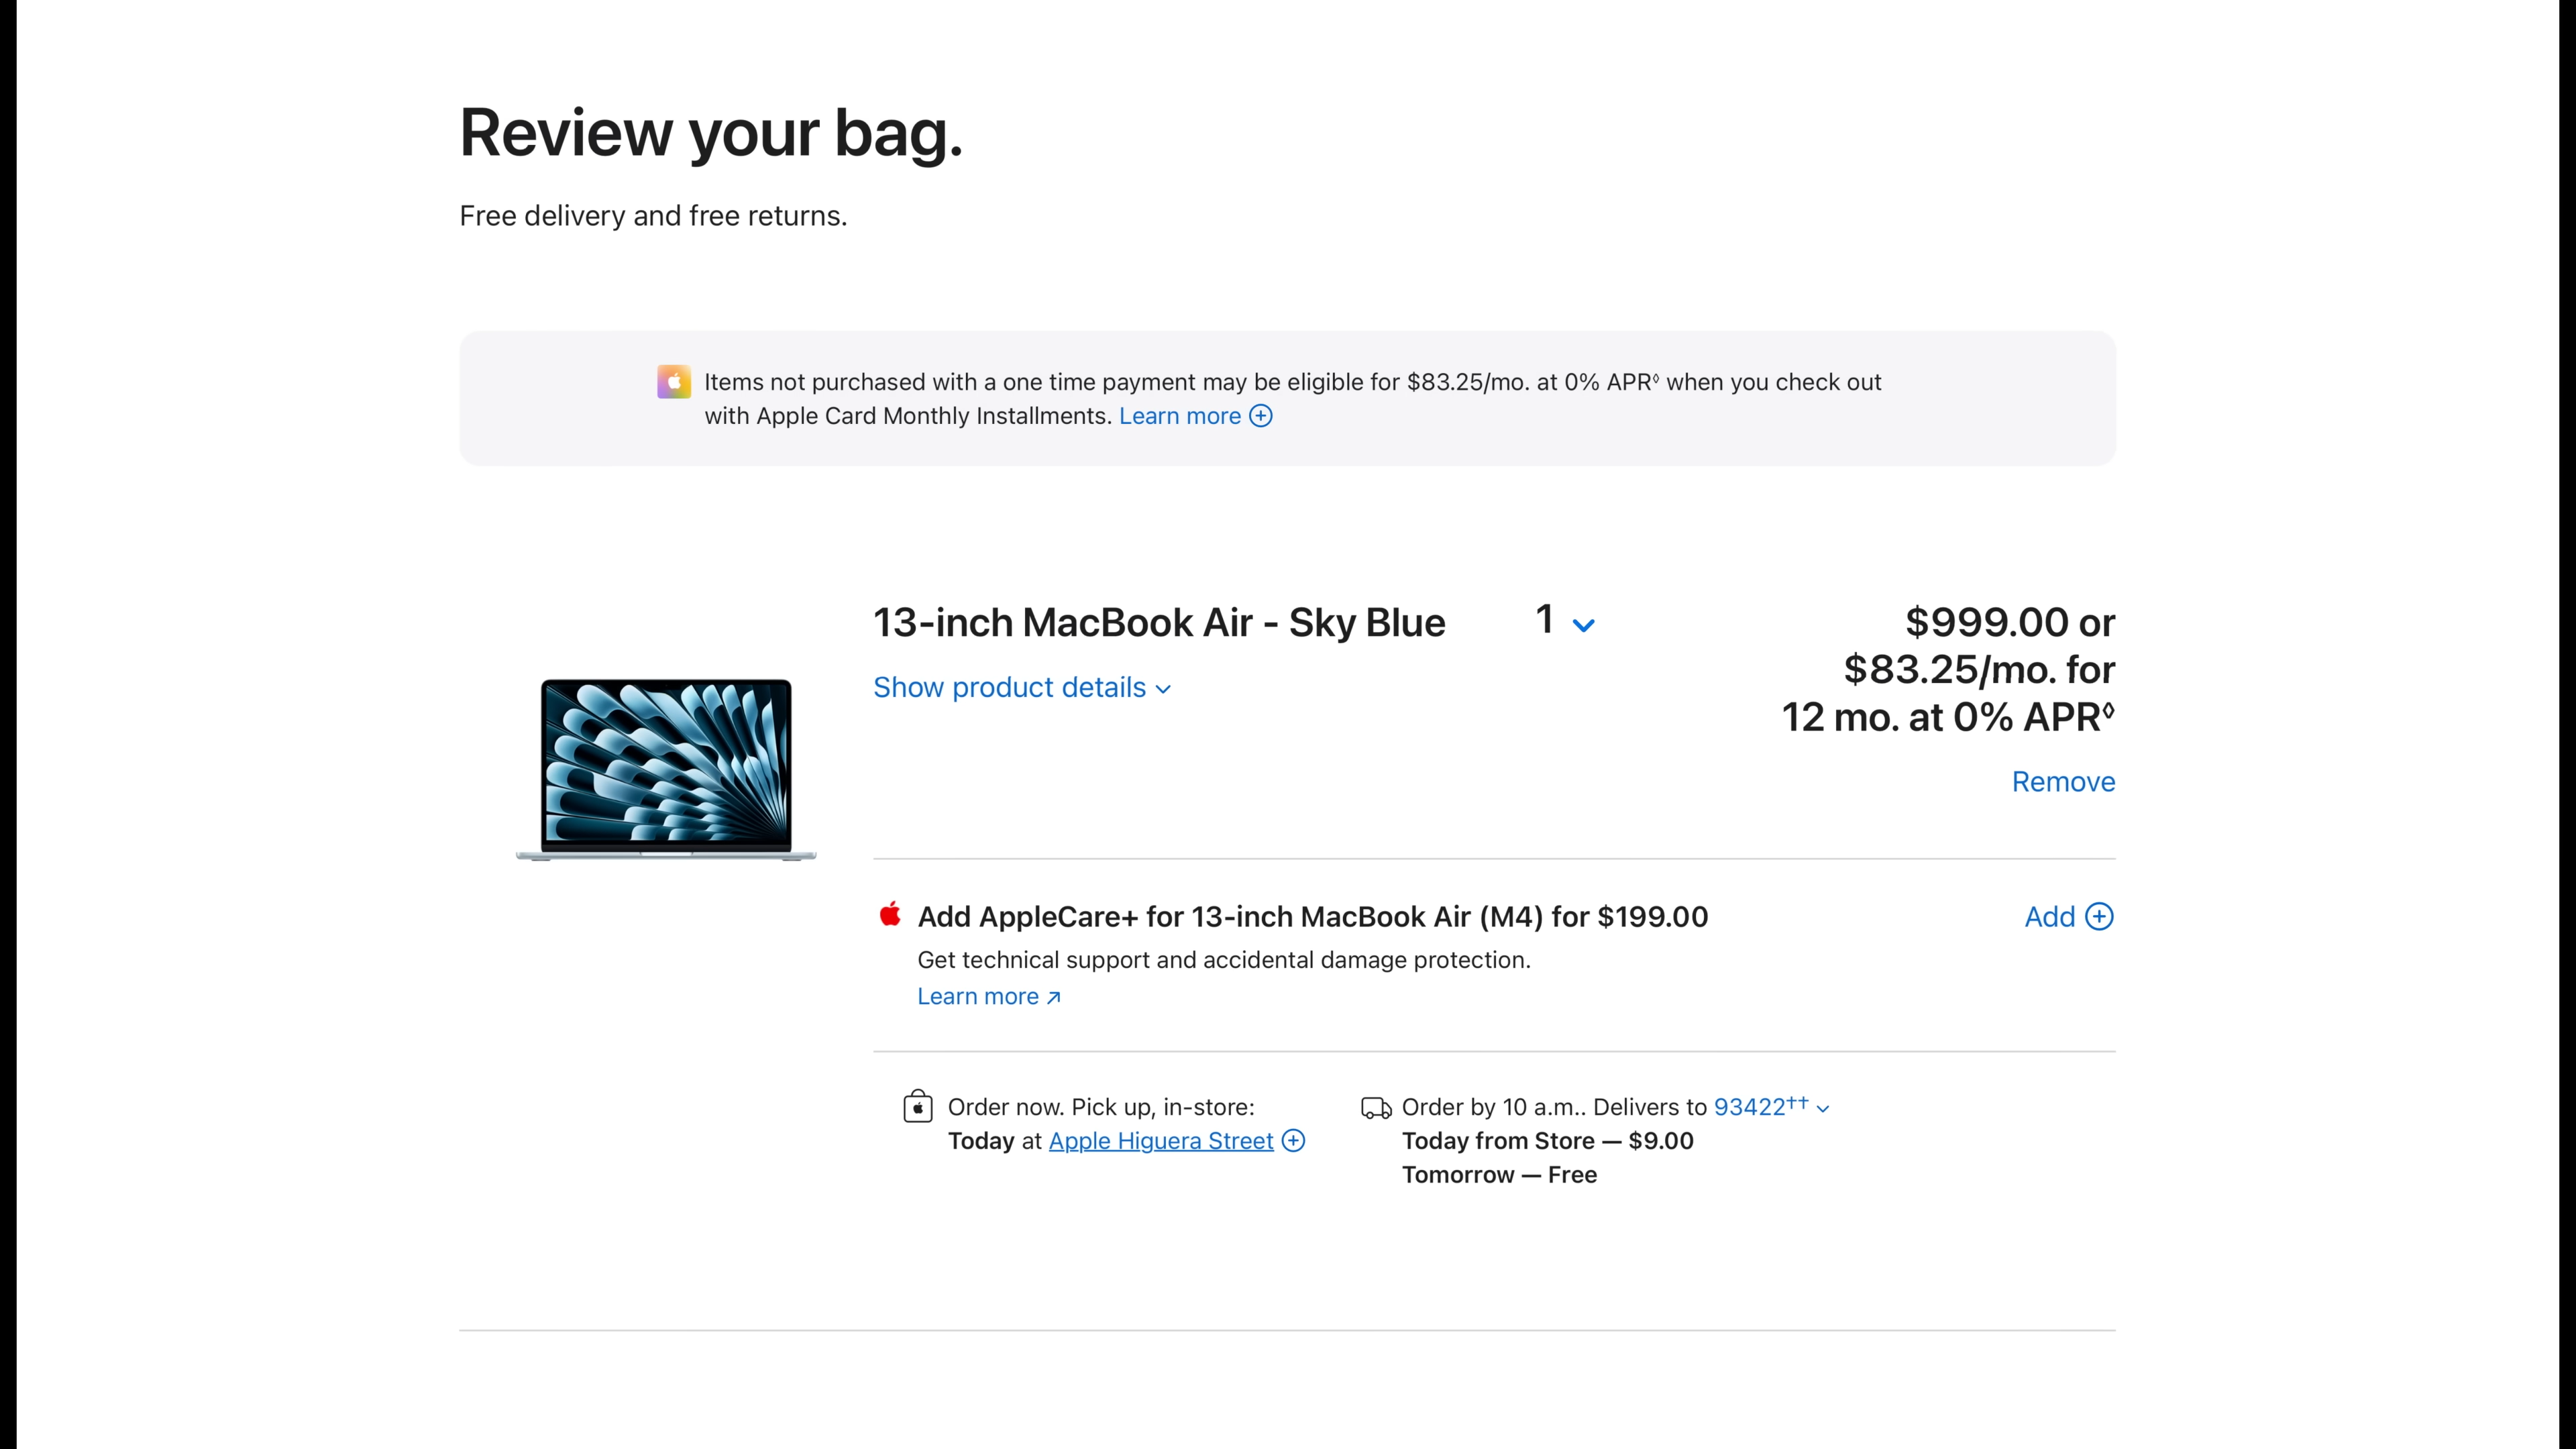 Review your bag.
Free delivery and free returns.
Items not purchased with a one time payment may be eligible for $83.25/mo. at 0% APR◊ when you check out
with Apple Card Monthly Installments. Learn more
13-inch MacBook Air - Sky Blue
1
$999.00 or
$83.25/mo. for
12 mo. at 0% APR◊
Show product details
Remove
Add AppleCare+ for 13-inch MacBook Air (M4) for $199.00
Add
Get technical support and accidental damage protection.
Learn more ↗
Order now. Pick up, in-store:
Today at Apple Higuera Street
Order by 10 a.m.. Delivers to 93422††
Today from Store — $9.00
Tomorrow — Free